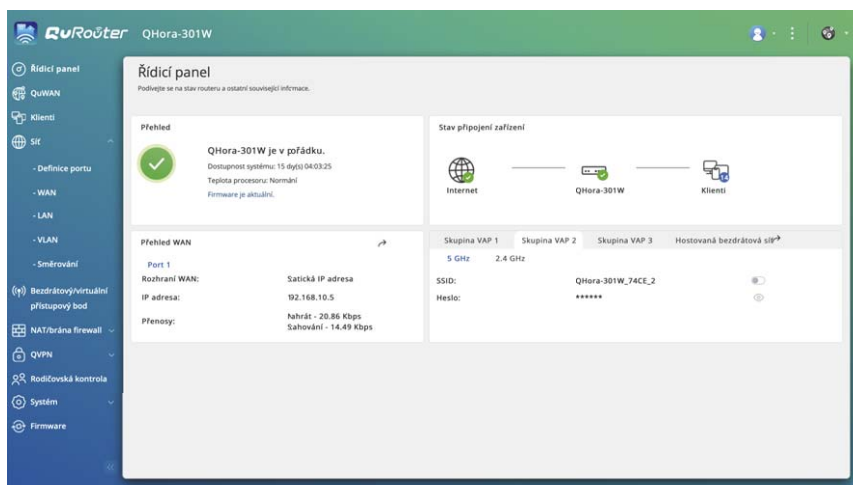 QuRouter QHora-301W
Řídicí panel
QuWAN
Klienti
Síť
- Definice portu
- WAN
- LAN
- VLAN
- Směrování
Bezdrátový/virtuální
přístupový bod
NAT/brána firewall
QVPN
Rodičovská kontrola
Systém
Firmware
Řídicí panel
Podívejte se na stav routeru a ostatní související informace.
Přehled
QHora-301W je v pořádku.
Dostupnost systému: 15 dy(s) 04:03:25
Teplota procesoru: Normání
Firmware je aktuální.
Stav připojení zařízení
Internet
QHora-301W
14
Klienti
Přehled WAN
Port 1
Rozhraní WAN: Satická IP adresa
IP adresa: 192.168.10.5
Přenosy: Nahrát - 20.86 Kbps
Sahování - 14.49 Kbps
Skupina VAP 1 Skupina VAP 2 Skupina VAP 3 Hostovaná bezdrátová síť
5 GHz 2.4 GHz
SSID: QHora-301W_74CE_2
Heslo: ******